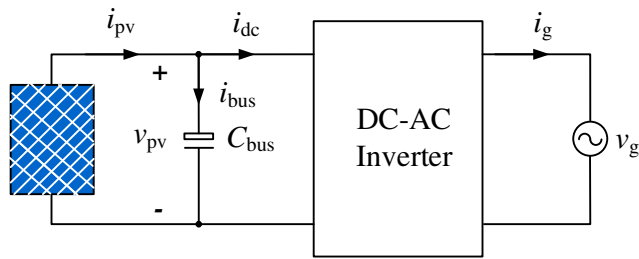 i_pv
i_dc
i_g
+
i_bus
v_pv
C_bus
DC-AC
Inverter
v_g
-